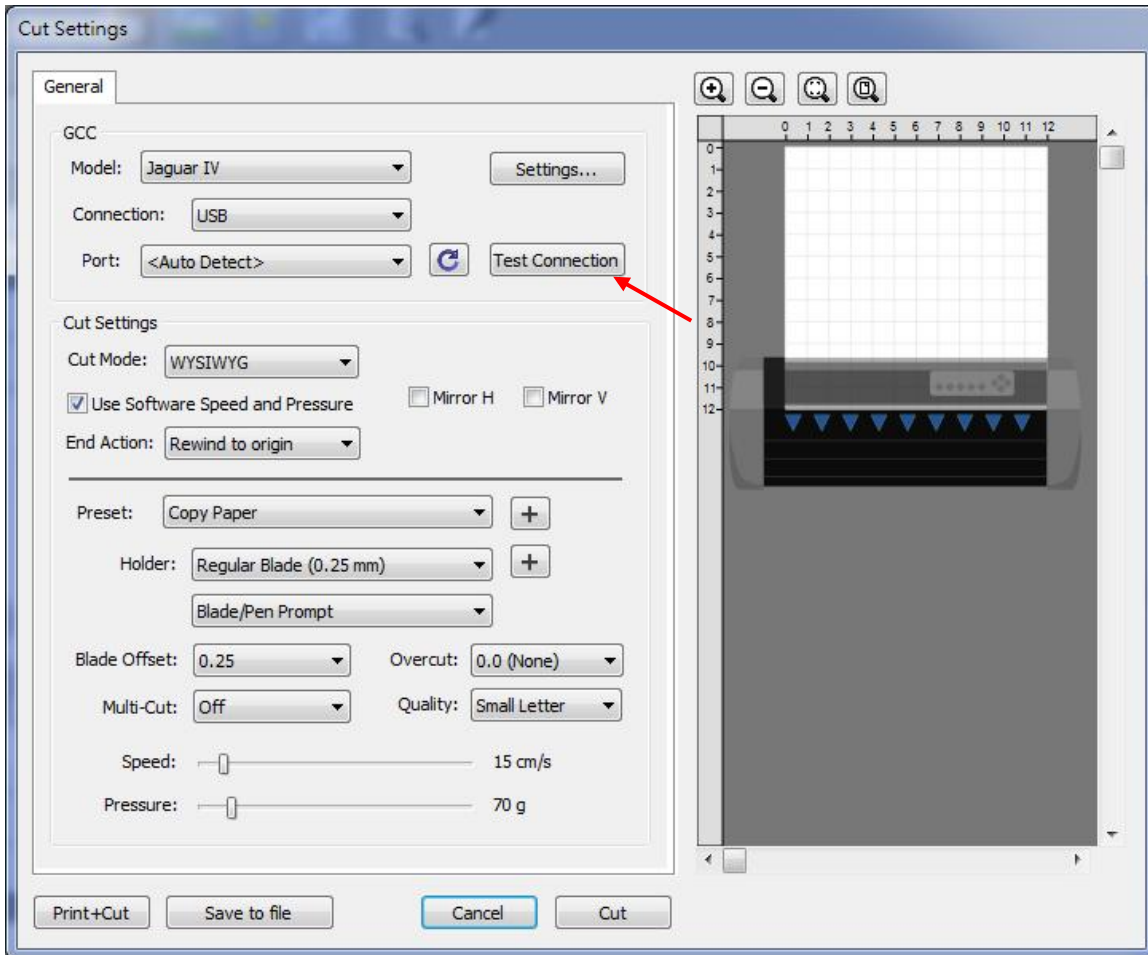 Cut Settings
General
GCC
Model: Jaguar IV Settings...
Connection: USB
Port: <Auto Detect> Test Connection
Cut Settings
Cut Mode: WYSIWYG
Use Software Speed and Pressure Mirror H Mirror V
End Action: Rewind to origin
Preset: Copy Paper +
Holder: Regular Blade (0.25 mm) +
Blade/Pen Prompt
Blade Offset: 0.25 Overcut: 0.0 (None)
Multi-Cut: Off Quality: Small Letter
Speed: 15 cm/s
Pressure: 70 g
Print+Cut Save to file Cancel Cut
0 1 2 3 4 5 6 7 8 9 10 11 12
0
1
2
3
4
5
6
7
8
9
10
11
12